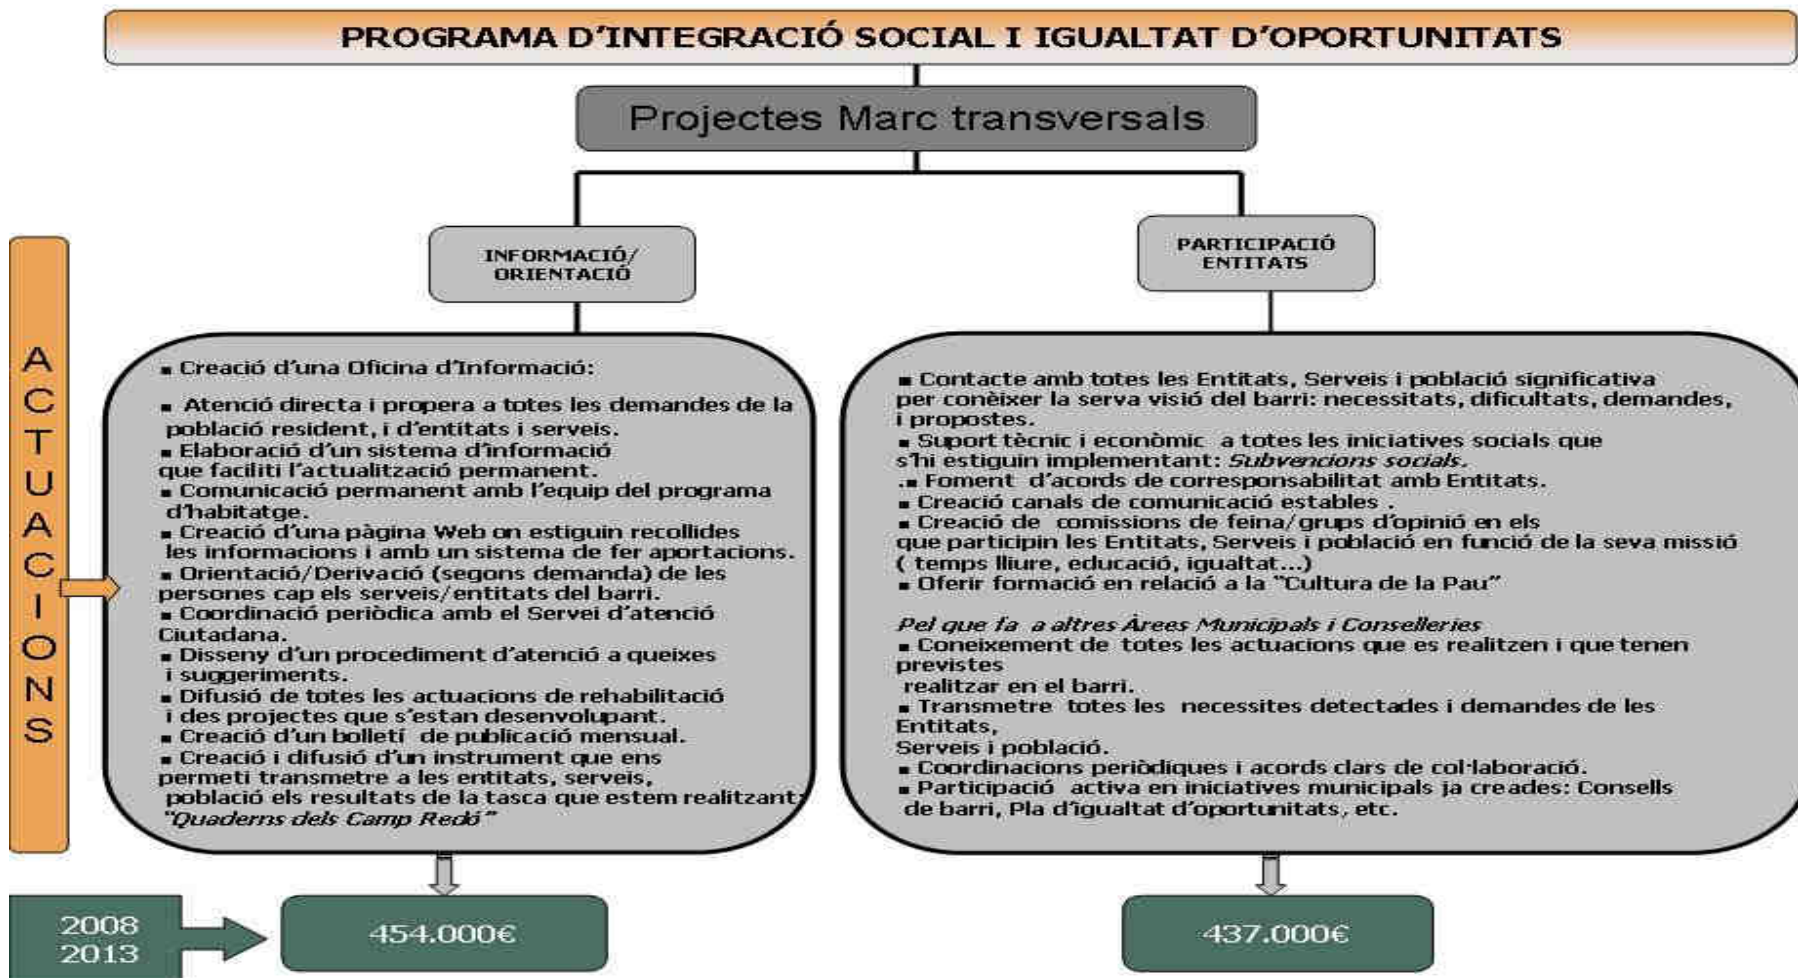 PROGRAMA D'INTEGRACIÓ SOCIAL I IGUALTAT D'OPORTUNITATS
Projectes Marc transversals
INFORMACIÓ/
ORIENTACIÓ
PARTICIPACIÓ
ENTITATS
ACTUACIONS
▪ Creació d'una Oficina d'Informació:
▪ Atenció directa i propera a totes les demandes de la
població resident, i d'entitats i serveis.
▪ Elaboració d'un sistema d'informació
que faciliti l'actualització permanent.
▪ Comunicació permanent amb l'equip del programa
d'habitatge.
▪ Creació d'una pàgina Web on estiguin recollides
les informacions i amb un sistema de fer aportacions.
▪ Orientació/Derivació (segons demanda) de les
persones cap els serveis/entitats del barri.
▪ Coordinació periòdica amb el Servei d'atenció
Ciutadana.
▪ Disseny d'un procediment d'atenció a queixes
i suggeriments.
▪ Difusió de totes les actuacions de rehabilitació
i des projectes que s'estan desenvolupant.
▪ Creació d'un bolletí de publicació mensual.
▪ Creació i difusió d'un instrument que ens
permeti transmetre a les entitats, serveis,
població els resultats de la tasca que estem realitzant:
"Quaderns dels Camp Redó"
▪ Contacte amb totes les Entitats, Serveis i població significativa
per conèixer la serva visió del barri: necessitats, dificultats, demandes,
i propostes.
▪ Suport tècnic i econòmic a totes les iniciatives socials que
s'hi estiguin implementant: Subvencions socials.
.▪ Foment d'acords de corresponsabilitat amb Entitats.
▪ Creació canals de comunicació estables .
▪ Creació de comissions de feina/grups d'opinió en els
que participin les Entitats, Serveis i població en funció de la seva missió
( temps lliure, educació, igualtat...)
▪ Oferir formació en relació a la "Cultura de la Pau"
Pel que fa a altres Àrees Municipals i Conselleries
▪ Coneixement de totes les actuacions que es realitzen i que tenen
previstes
realitzar en el barri.
▪ Transmetre totes les necessites detectades i demandes de les
Entitats,
Serveis i població.
▪ Coordinacions periòdiques i acords clars de col·laboració.
▪ Participació activa en iniciatives municipals ja creades: Consells
de barri, Pla d'igualtat d'oportunitats, etc.
2008
2013
454.000€
437.000€